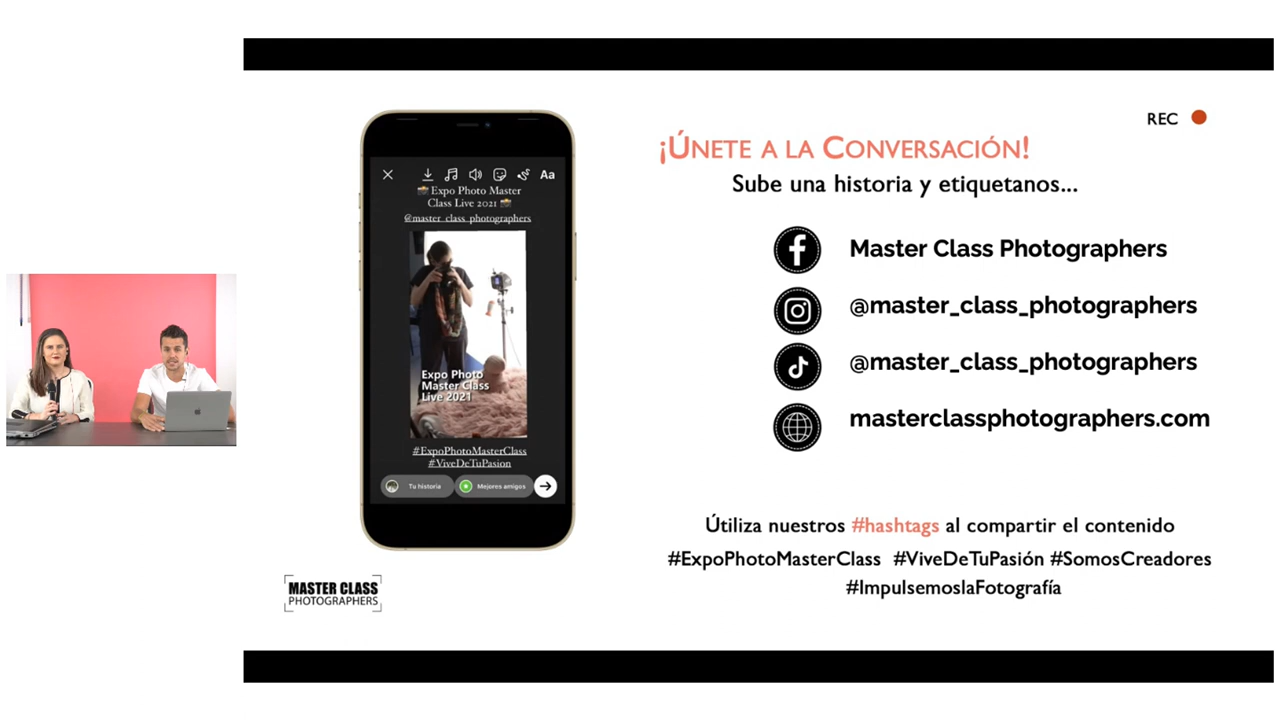 REC
¡ÚNETE A LA CONVERSACIÓN!
Sube una historia y etiquetanos...
Master Class Photographers
@master_class_photographers
@master_class_photographers
masterclassphotographers.com
Útiliza nuestros #hashtags al compartir el contenido
#ExpoPhotoMasterClass #ViveDeTuPasión #SomosCreadores
#ImpulsemoslaFotografía
Aa
Expo Photo Master
Class Live 2021
@master_class_photographers
Expo Photo
Master Class
Live 2021
#ExpoPhotoMasterClass
#ViveDeTuPasion
Tu historia
Mejores amigos
MASTER CLASS
PHOTOGRAPHERS